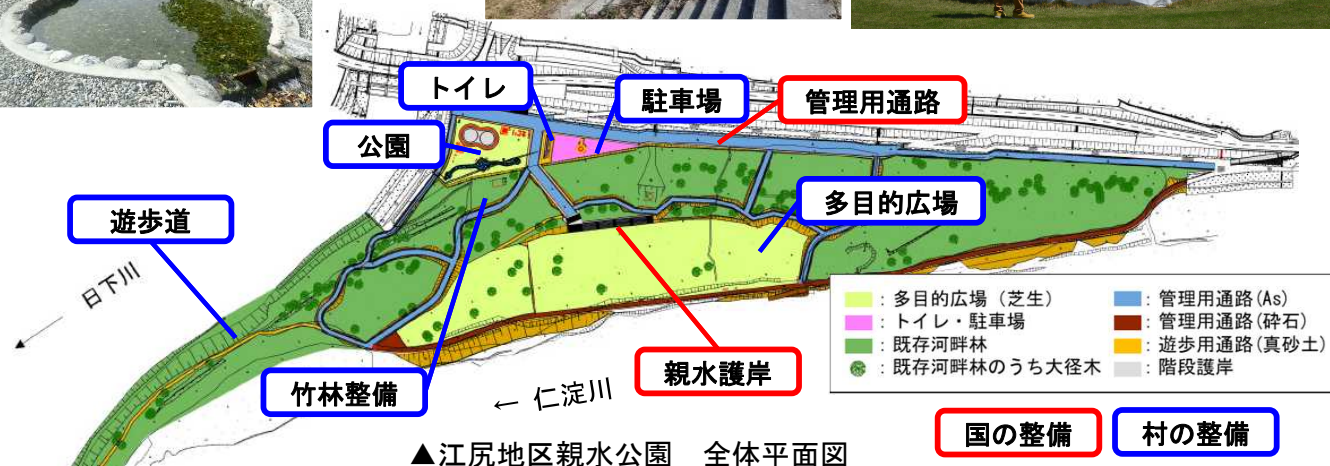 トイレ
駐車場
管理用通路
公園
遊歩道
多目的広場
日下川
竹林整備
← 仁淀川
親水護岸
: 多目的広場（芝生）
: トイレ・駐車場
: 既存河畔林
: 既存河畔林のうち大径木
: 管理用通路(As)
: 管理用通路(砕石)
: 遊歩用通路(真砂土)
: 階段護岸
国の整備
村の整備
▲江尻地区親水公園　全体平面図